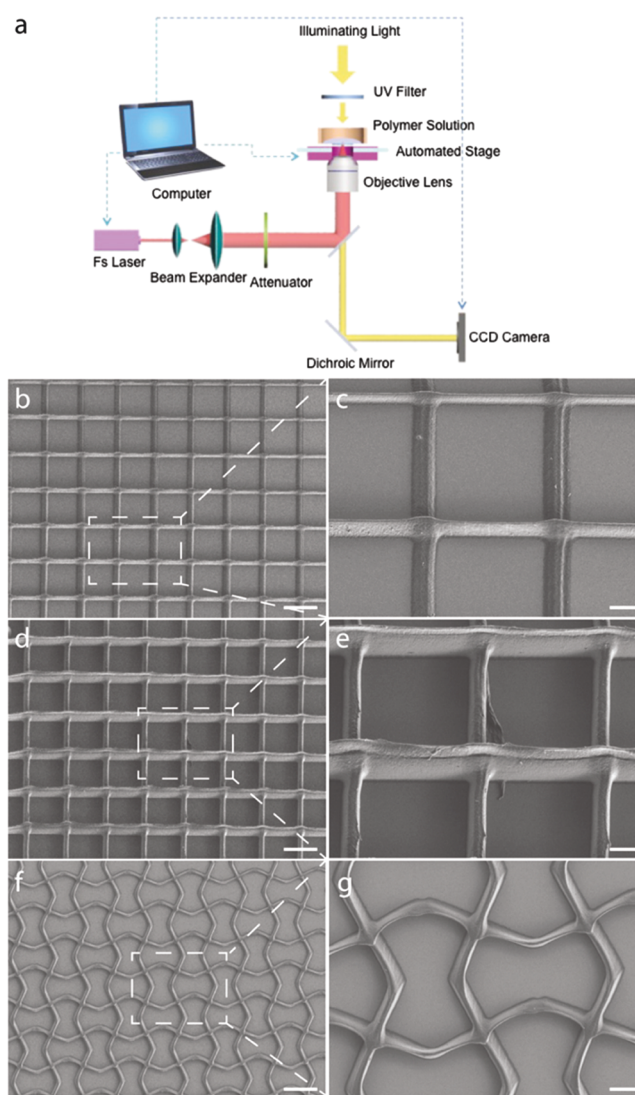 a
Illuminating Light
UV Filter
Polymer Solution
Automated Stage
Objective Lens
Computer
Fs Laser
Beam Expander
Attenuator
CCD Camera
Dichroic Mirror
b
c
d
e
f
g